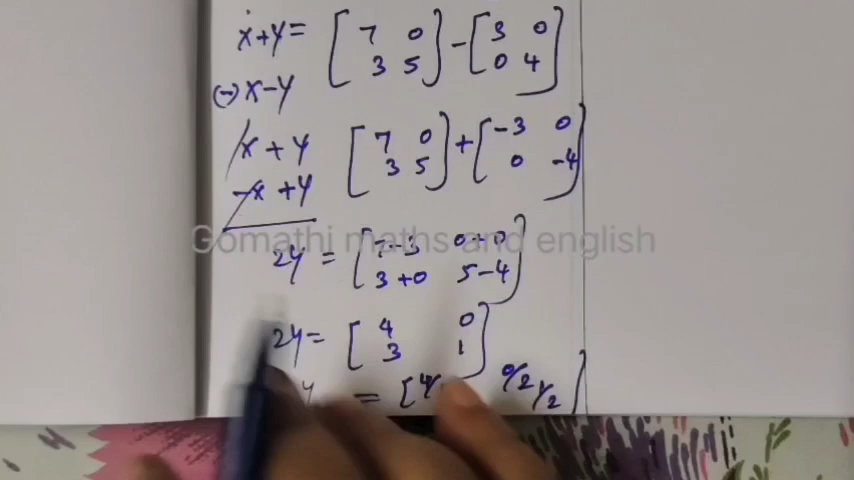 x+y = [7 0 3 5] - [3 0 0 4]
(-) x-y
x + y [7 0 3 5] + [-3 0 0 -4]
-x + y
Gomathi maths and english
2y = [7-3 0+0 3+0 5-4]
2y = [4 0 3 1]
y = [4/ 0/2 1/2]